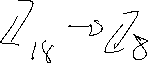 ℤ₁₈ → ℤ₈